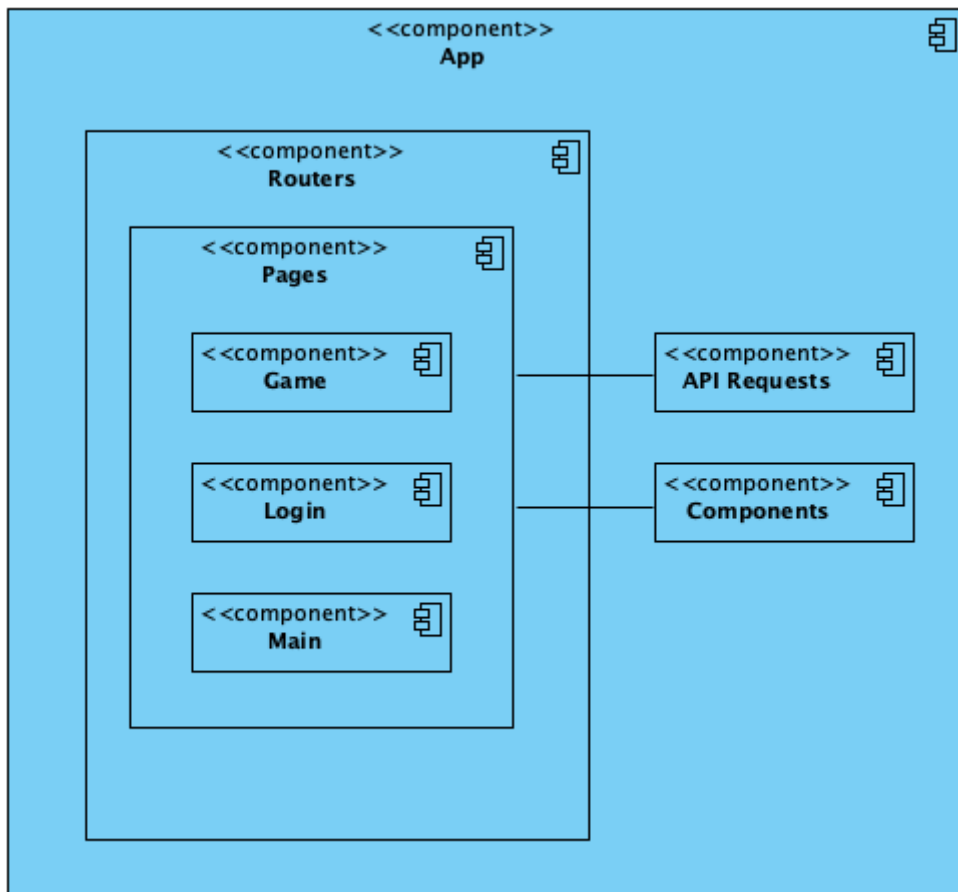 <<component>>
App
<<component>>
Routers
<<component>>
Pages
<<component>>
Game
<<component>>
API Requests
<<component>>
Login
<<component>>
Components
<<component>>
Main